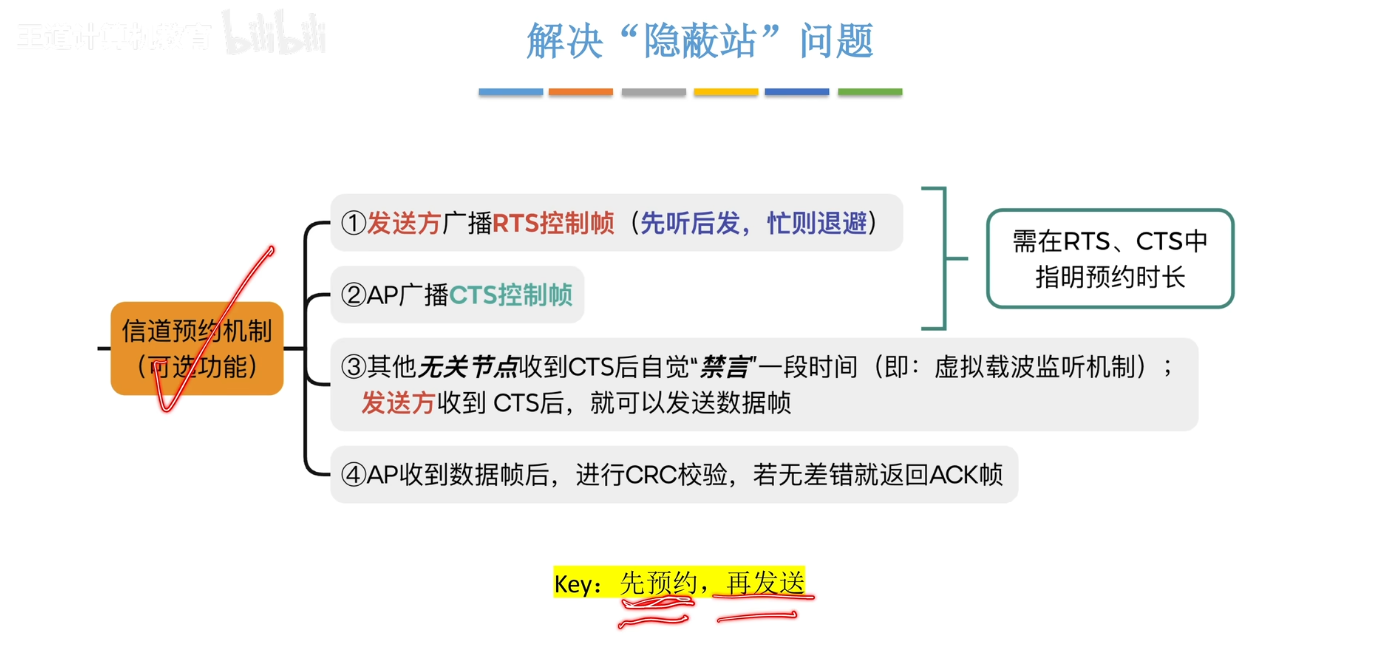 王道计算机教育 bilibili
解决“隐蔽站”问题
①发送方广播RTS控制帧（先听后发，忙则退避）
需在RTS、CTS中
指明预约时长
②AP广播CTS控制帧
信道预约机制
（可选功能）
③其他无关节点收到CTS后自觉“禁言”一段时间（即：虚拟载波监听机制）；
发送方收到 CTS后，就可以发送数据帧
④AP收到数据帧后，进行CRC校验，若无差错就返回ACK帧
Key：先预约，再发送